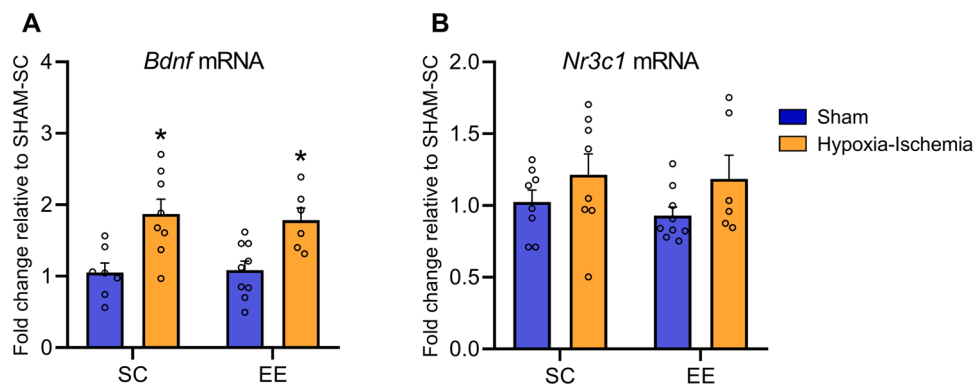 A
Bdnf mRNA
Fold change relative to SHAM-SC
4
3
2
1
0
*
*
SC
EE
B
Nr3c1 mRNA
Fold change relative to SHAM-SC
2.0
1.5
1.0
0.5
0.0
SC
EE
Sham
Hypoxia-Ischemia